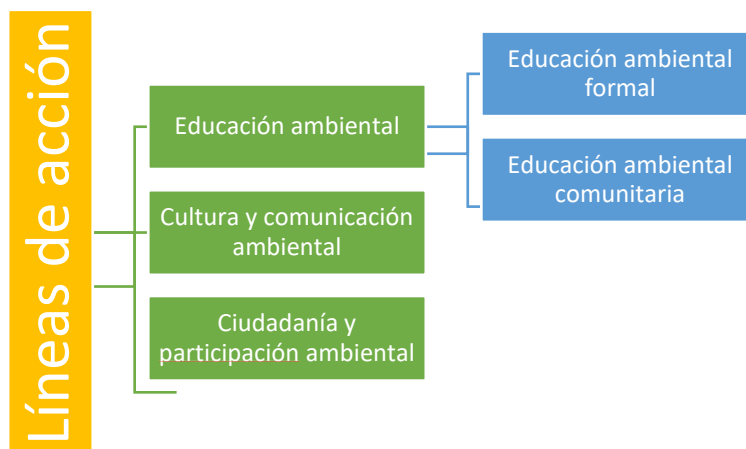 Líneas de acción
Educación ambiental
Cultura y comunicación
ambiental
Ciudadanía y
participación ambiental
Educación ambiental
formal
Educación ambiental
comunitaria